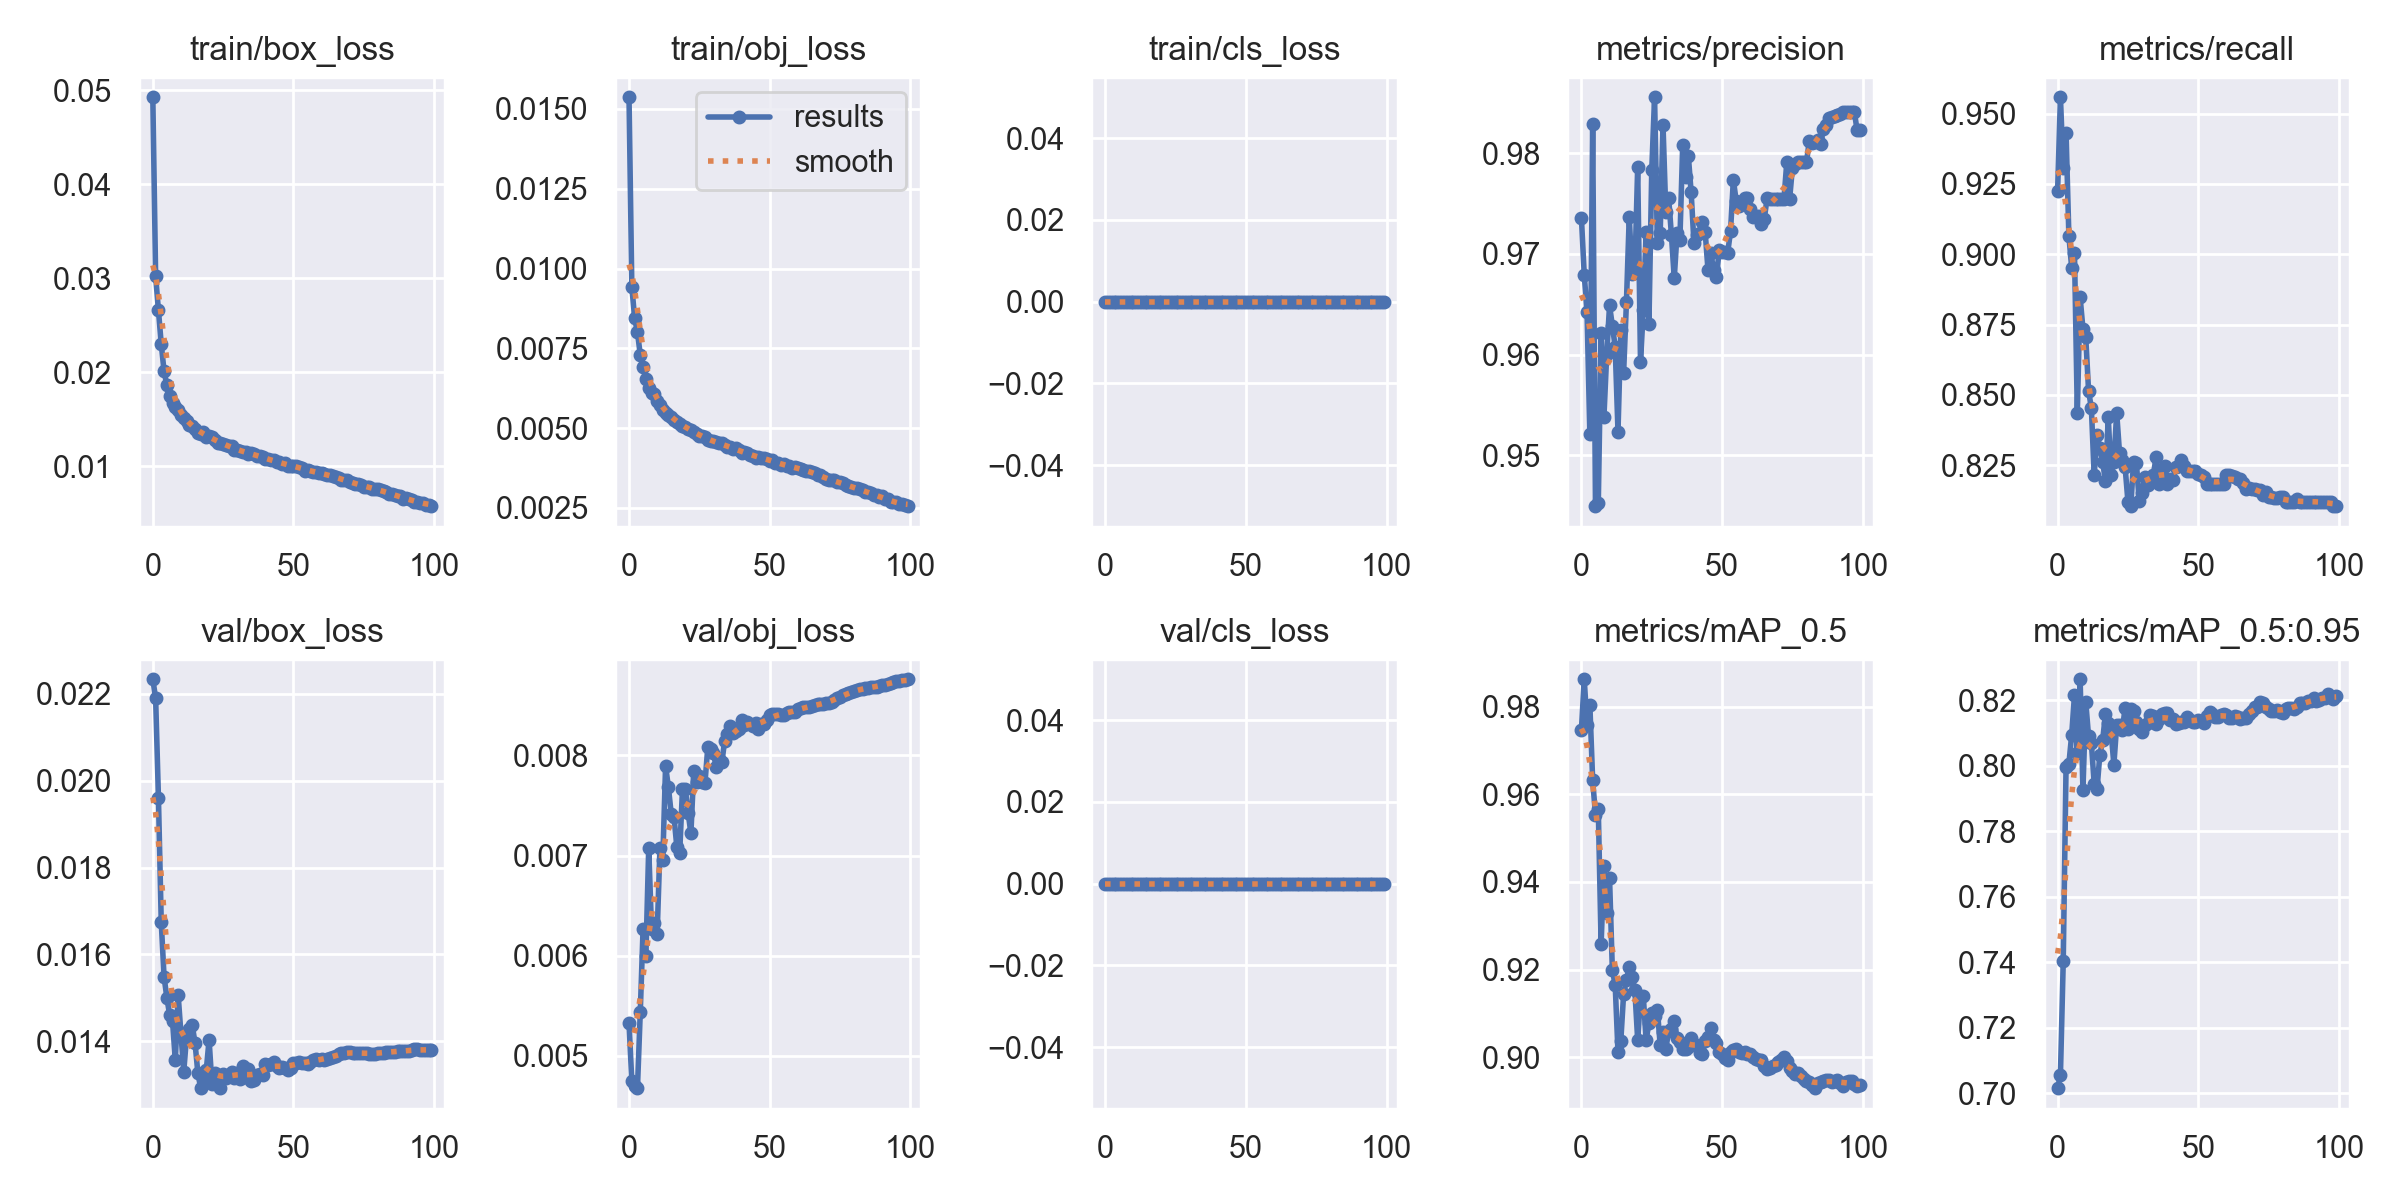 train/box_loss
0.05
0.04
0.03
0.02
0.01
0 50 100
train/obj_loss
results
smooth
0.0150
0.0125
0.0100
0.0075
0.0050
0.0025
0 50 100
train/cls_loss
0.04
0.02
0.00
−0.02
−0.04
0 50 100
metrics/precision
0.98
0.97
0.96
0.95
0 50 100
metrics/recall
0.950
0.925
0.900
0.875
0.850
0.825
0 50 100
val/box_loss
0.022
0.020
0.018
0.016
0.014
0 50 100
val/obj_loss
0.008
0.007
0.006
0.005
0 50 100
val/cls_loss
0.04
0.02
0.00
−0.02
−0.04
0 50 100
metrics/mAP_0.5
0.98
0.96
0.94
0.92
0.90
0 50 100
metrics/mAP_0.5:0.95
0.82
0.80
0.78
0.76
0.74
0.72
0.70
0 50 100